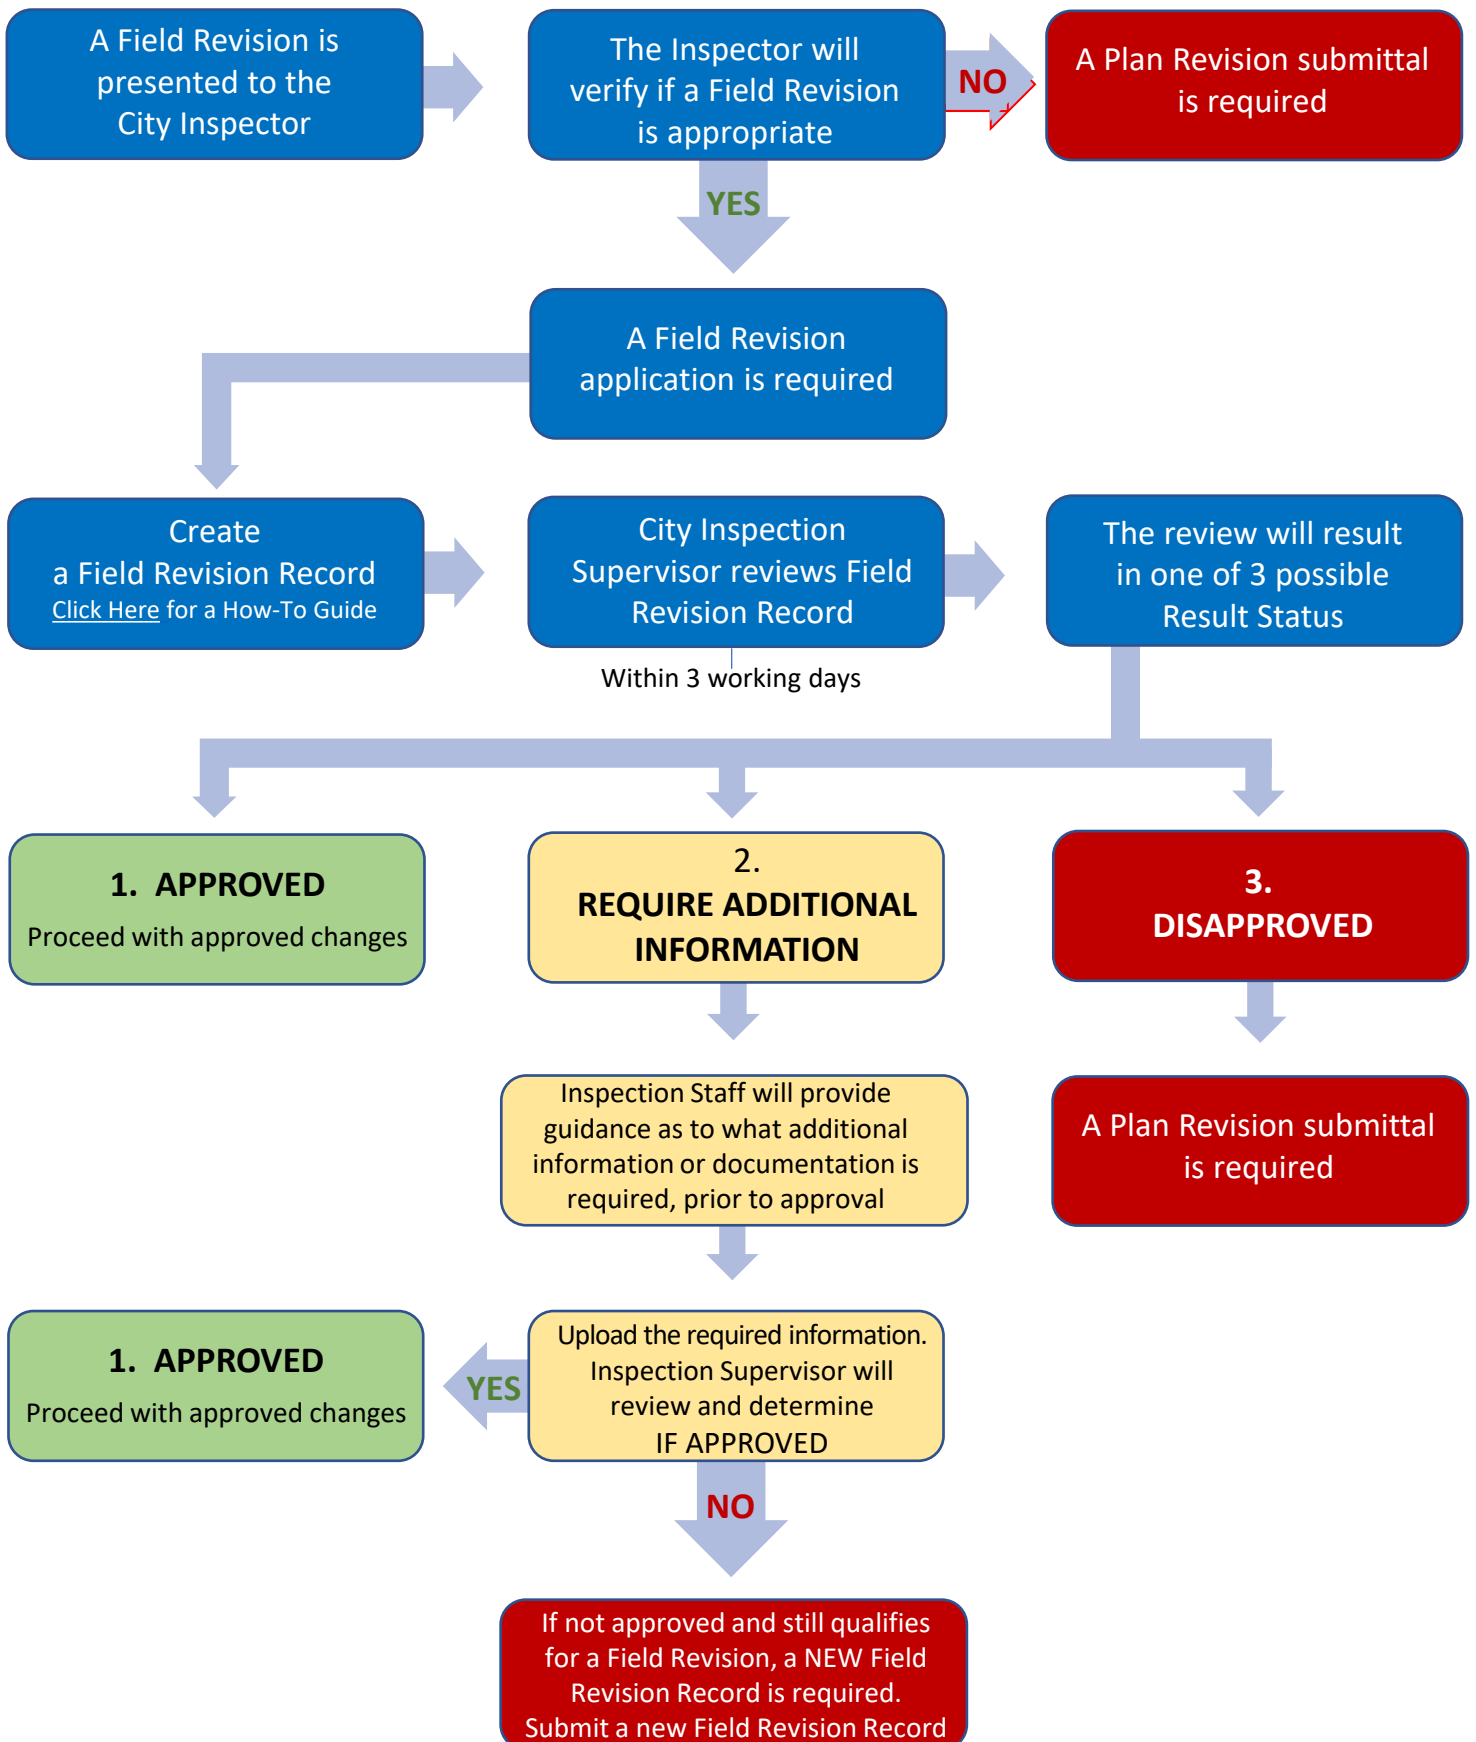 A Field Revision is
presented to the
City Inspector
The Inspector will
verify if a Field Revision
is appropriate
NO
A Plan Revision submittal
is required
YES
A Field Revision
application is required
Create
a Field Revision Record
Click Here for a How-To Guide
City Inspection
Supervisor reviews Field
Revision Record
Within 3 working days
The review will result
in one of 3 possible
Result Status
1. APPROVED
Proceed with approved changes
2.
REQUIRE ADDITIONAL
INFORMATION
3.
DISAPPROVED
Inspection Staff will provide
guidance as to what additional
information or documentation is
required, prior to approval
A Plan Revision submittal
is required
1. APPROVED
Proceed with approved changes
YES
Upload the required information.
Inspection Supervisor will
review and determine
IF APPROVED
NO
If not approved and still qualifies
for a Field Revision, a NEW Field
Revision Record is required.
Submit a new Field Revision Record